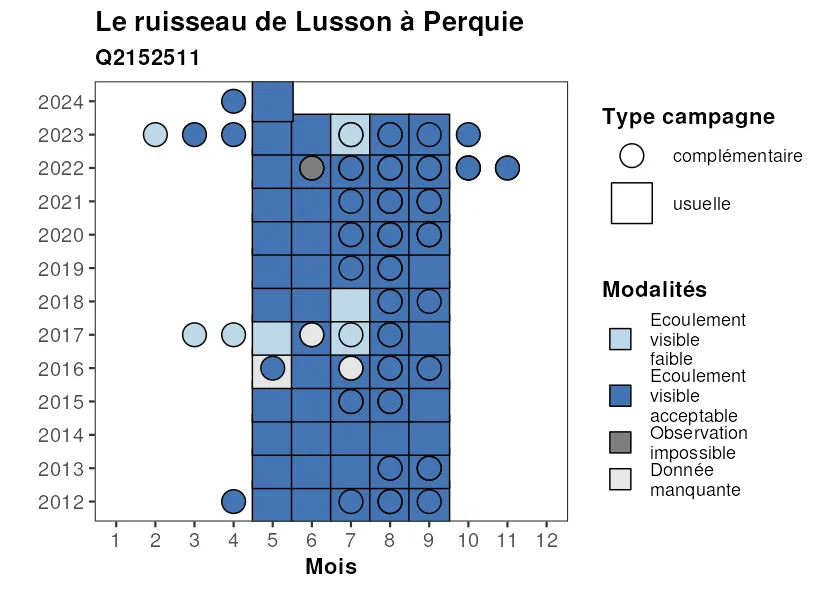 Le ruisseau de Lusson à Perquie
Q2152511
2024
2023
2022
2021
2020
2019
2018
2017
2016
2015
2014
2013
2012
1 2 3 4 5 6 7 8 9 10 11 12
Mois
Type campagne
complémentaire
usuelle
Modalités
Ecoulement
visible
faible
Ecoulement
visible
acceptable
Observation
impossible
Donnée
manquante